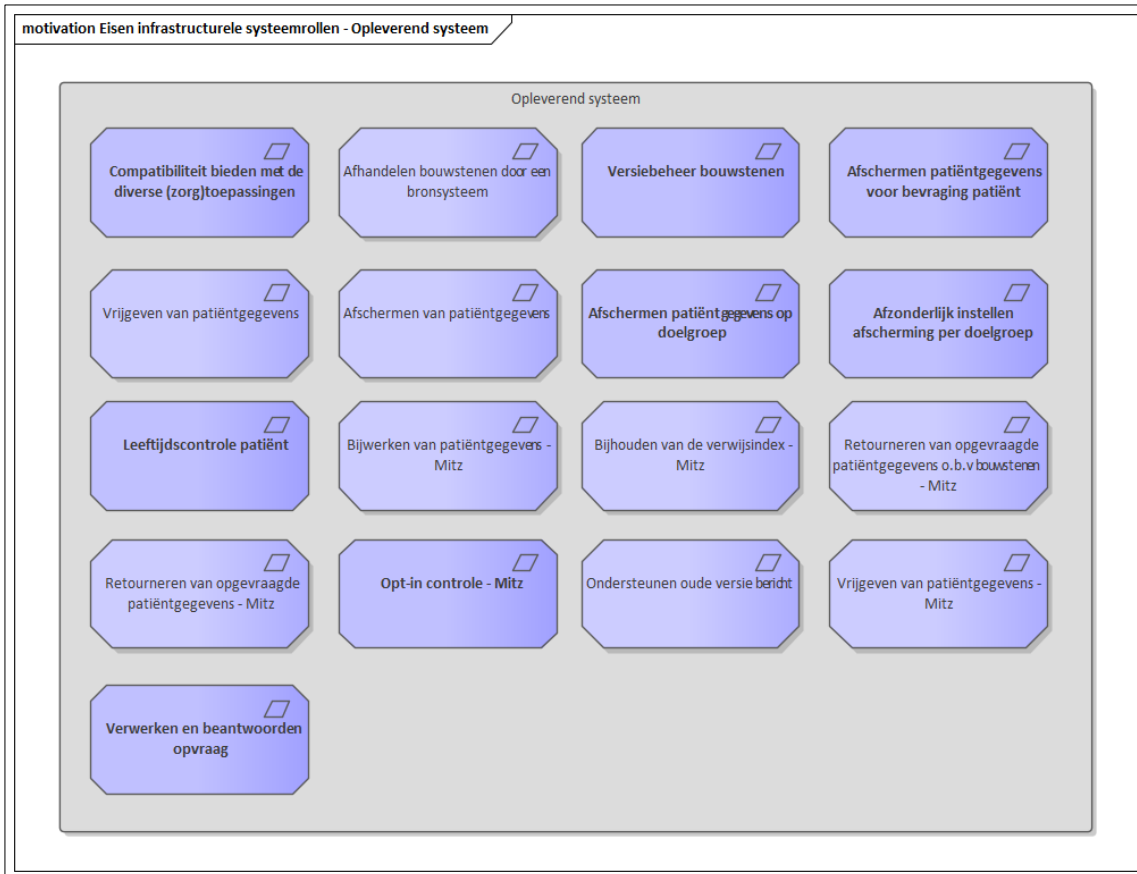 motivation Eisen infrastructurele systeemrollen - Opleverend systeem
Opleverend systeem
Compatibiliteit bieden met de
diverse (zorg)toepassingen
Afhandelen bouwstenen door een
bronsysteem
Versiebeheer bouwstenen
Afschermen patiëntgegevens
voor bevraging patiënt
Vrijgeven van patiëntgegevens
Afschermen van patiëntgegevens
Afschermen patiëntgegevens op
doelgroep
Afzonderlijk instellen
afscherming per doelgroep
Leeftijdscontrole patiënt
Bijwerken van patiëntgegevens -
Mitz
Bijhouden van de verwijsindex -
Mitz
Retourneren van opgevraagde
patiëntgegevens o.b.v bouwstenen
- Mitz
Retourneren van opgevraagde
patiëntgegevens - Mitz
Opt-in controle - Mitz
Ondersteunen oude versie bericht
Vrijgeven van patiëntgegevens -
Mitz
Verwerken en beantwoorden
opvraag